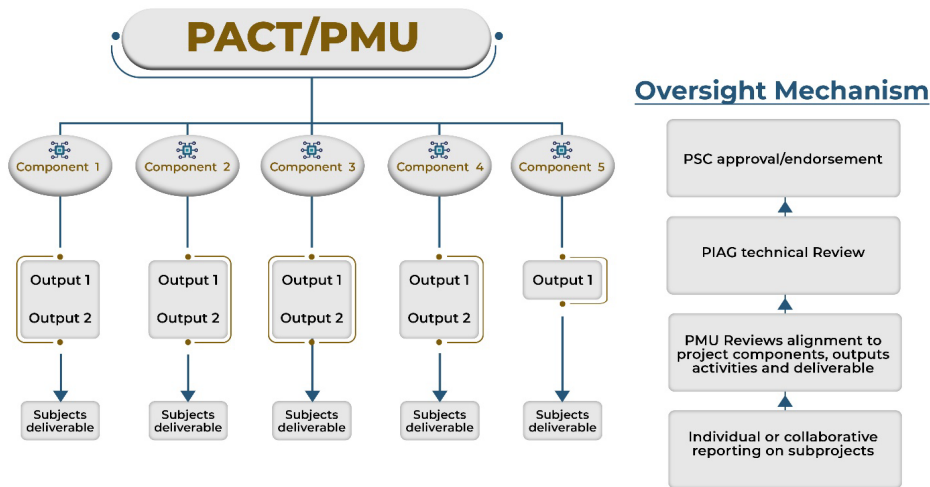 PACT/PMU
Oversight Mechanism
Component 1
Component 2
Component 3
Component 4
Component 5
Output 1
Output 2
Output 1
Output 2
Output 1
Output 2
Output 1
Output 2
Output 1
Subjects
deliverable
Subjects
deliverable
Subjects
deliverable
Subjects
deliverable
Subjects
deliverable
PSC approval/endorsement
PIAG technical Review
PMU Reviews alignment to
project components, outputs
activities and deliverable
Individual or collaborative
reporting on subprojects